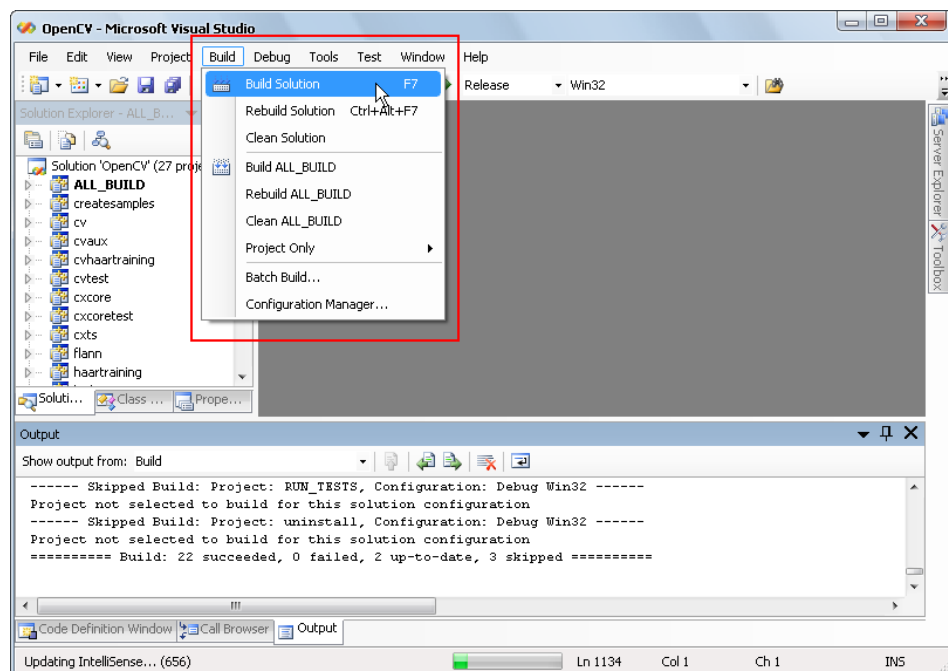 OpenCV - Microsoft Visual Studio
File Edit View Project Build Debug Tools Test Window Help
Release Win32
Build Solution F7
Rebuild Solution Ctrl+Alt+F7
Clean Solution
Build ALL_BUILD
Rebuild ALL_BUILD
Clean ALL_BUILD
Project Only
Batch Build...
Configuration Manager...
Solution Explorer - ALL_B...
Solution 'OpenCV' (27 proje
ALL_BUILD
createsamples
cv
cvaux
cvhaartraining
cvtest
cxcore
cxcoretest
cxts
flann
haartraining
Soluti... Class ... Prope...
Server Explorer
Toolbox
Output
Show output from: Build
------ Skipped Build: Project: RUN_TESTS, Configuration: Debug Win32 ------
Project not selected to build for this solution configuration
------ Skipped Build: Project: uninstall, Configuration: Debug Win32 ------
Project not selected to build for this solution configuration
========== Build: 22 succeeded, 0 failed, 2 up-to-date, 3 skipped ==========
Code Definition Window Call Browser Output
Updating IntelliSense... (656) Ln 1134 Col 1 Ch 1 INS